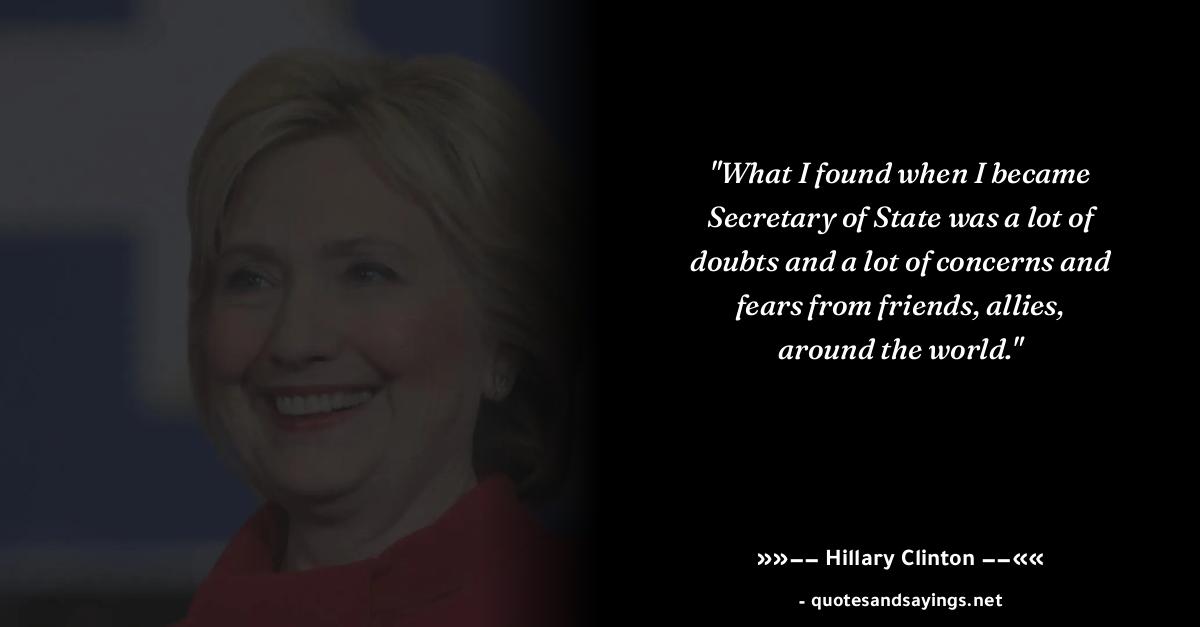 "What I found when I became
Secretary of State was a lot of
doubts and a lot of concerns and
fears from friends, allies,
around the world."
»»–– Hillary Clinton ––««
- quotesandsayings.net